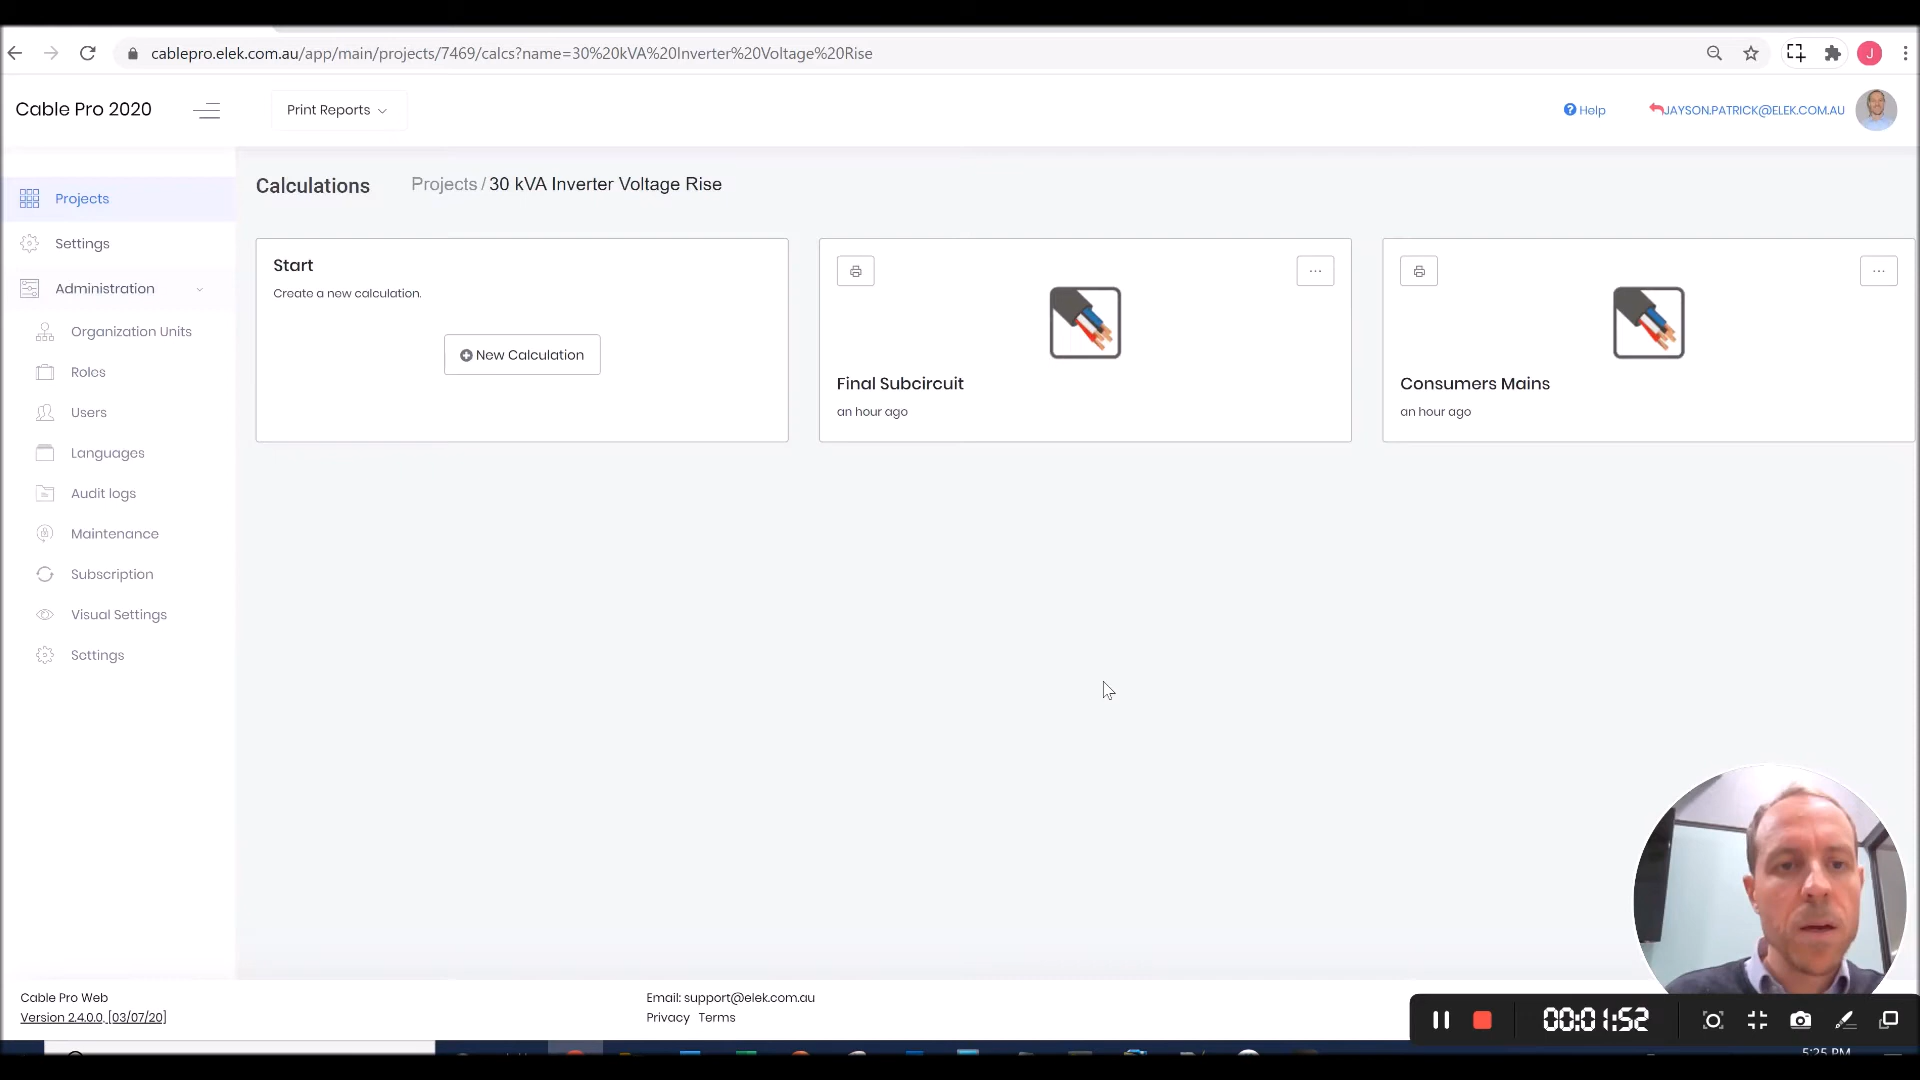 cablepro.elek.com.au/app/main/projects/7469/calcs?name=30%20kVA%20Inverter%20Voltage%20Rise
J
Cable Pro 2020
Print Reports
Help
JAYSON.PATRICK@ELEK.COM.AU
Projects
Settings
Administration
Organization Units
Roles
Users
Languages
Audit logs
Maintenance
Subscription
Visual Settings
Settings
Calculations
Projects / 30 kVA Inverter Voltage Rise
Start
Create a new calculation.
New Calculation
Final Subcircuit
an hour ago
Consumers Mains
an hour ago
Cable Pro Web
Version 2.4.0.0, [03/07/20]
Email: support@elek.com.au
Privacy Terms
00:01:52
5:25 PM